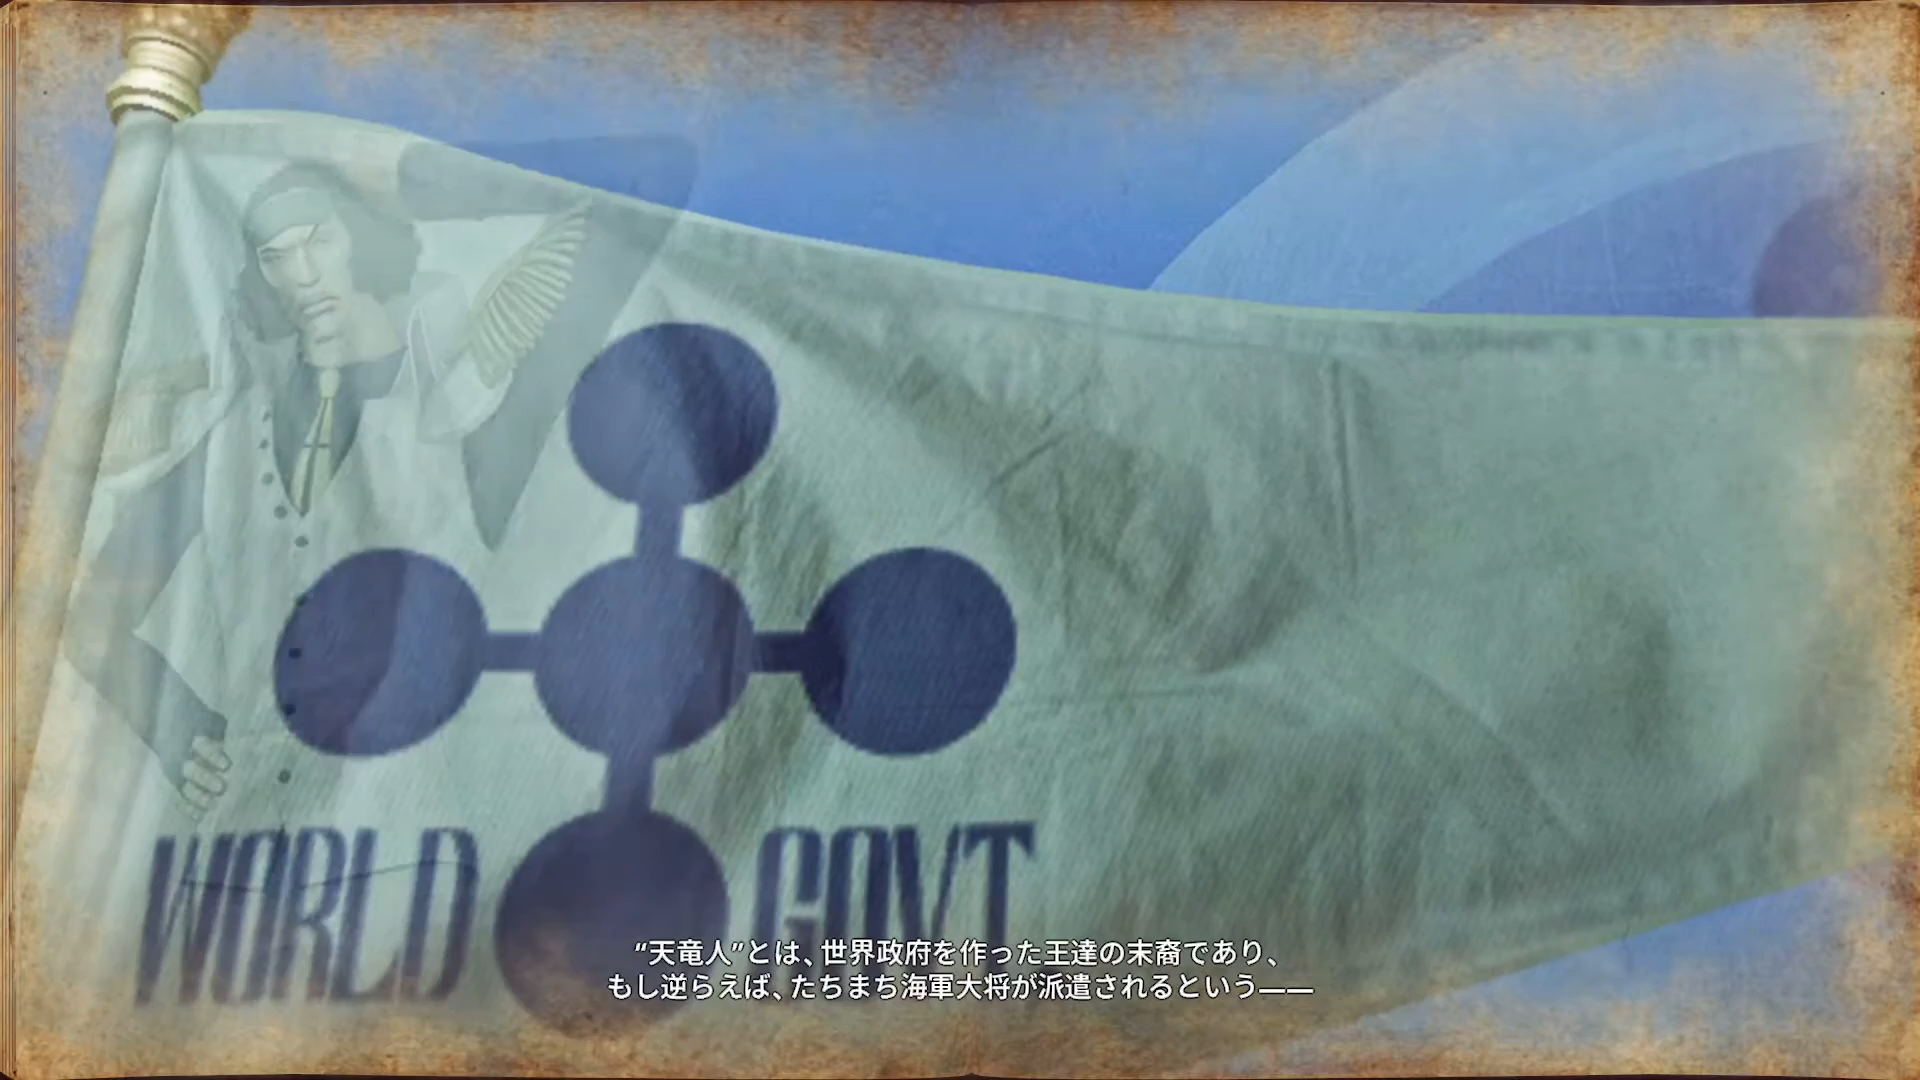 WORLD GOVT
“天竜人”とは、世界政府を作った王達の末裔であり、
もし逆らえば、たちまち海軍大将が派遣されるという――